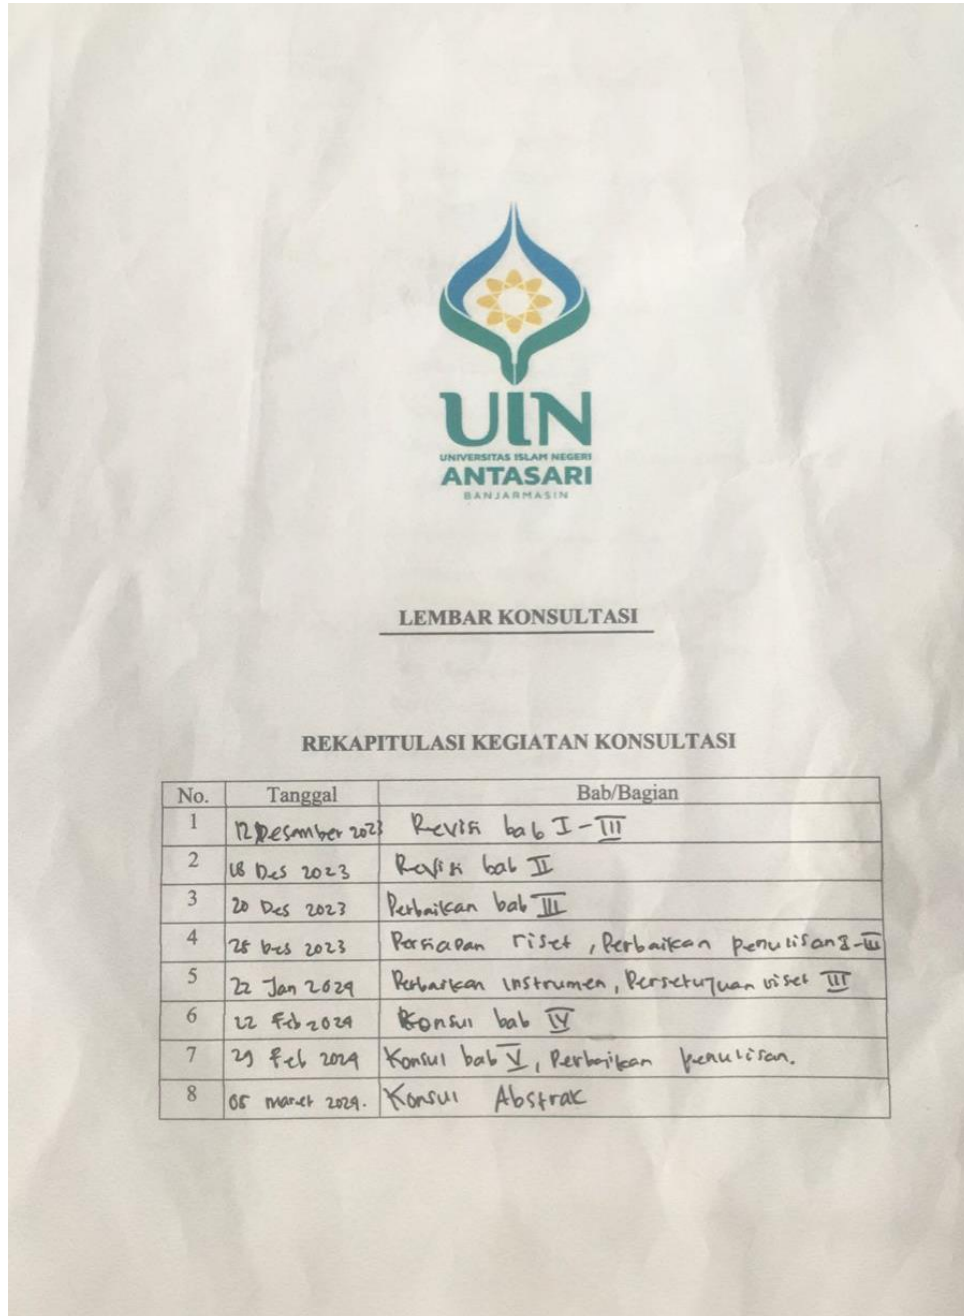 UIN
UNIVERSITAS ISLAM NEGERI
ANTASARI
BANJARMASIN
LEMBAR KONSULTASI
REKAPITULASI KEGIATAN KONSULTASI
No. Tanggal Bab/Bagian
1 12 Desember 2023 Revisi bab I - III
2 18 Des 2023 Revisi bab II
3 20 Des 2023 Perbaikan bab III
4 28 Des 2023 Persiapan riset, Perbaikan penulisan I-III
5 22 Jan 2024 Perbaikan instrumen, Persetujuan riset III
6 22 Feb 2024 Konsul bab IV
7 29 Feb 2024 Konsul bab V, Perbaikan penulisan.
8 05 maret 2024. Konsul Abstrak